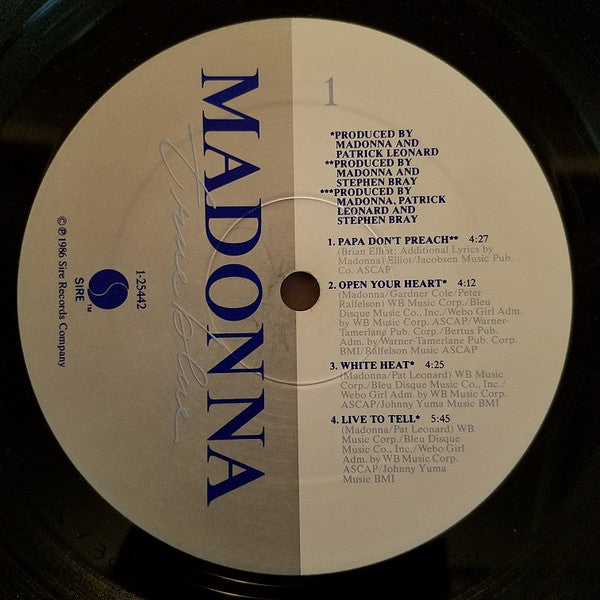 MADONNA
True Blue
1
© ℗ 1986 Sire Records Company
SIRE™
1-25442
*PRODUCED BY
MADONNA AND
PATRICK LEONARD
**PRODUCED BY
MADONNA AND
STEPHEN BRAY
***PRODUCED BY
MADONNA, PATRICK
LEONARD AND
STEPHEN BRAY
1. PAPA DON'T PREACH** 4:27
(Brian Elliot: Additional Lyrics by
Madonna) Elliot/Jacobsen Music Pub.
Co. ASCAP
2. OPEN YOUR HEART* 4:12
(Madonna/Gardner Cole/Peter
Rafelson) WB Music Corp./Bleu
Disque Music Co., Inc./Webo Girl Adm.
by WB Music Corp. ASCAP/Warner-
Tamerlane Pub. Corp./Bertus Pub.
Adm. by Warner-Tamerlane Pub. Corp.
BMI/Rafelson Music ASCAP
3. WHITE HEAT* 4:25
(Madonna/Pat Leonard) WB Music
Corp./Bleu Disque Music Co., Inc./
Webo Girl Adm. by WB Music Corp.
ASCAP/Johnny Yuma Music BMI
4. LIVE TO TELL* 5:45
(Madonna/Pat Leonard) WB
Music Corp./Bleu Disque
Music Co., Inc./Webo Girl
Adm. by WB Music Corp.
ASCAP/Johnny Yuma
Music BMI